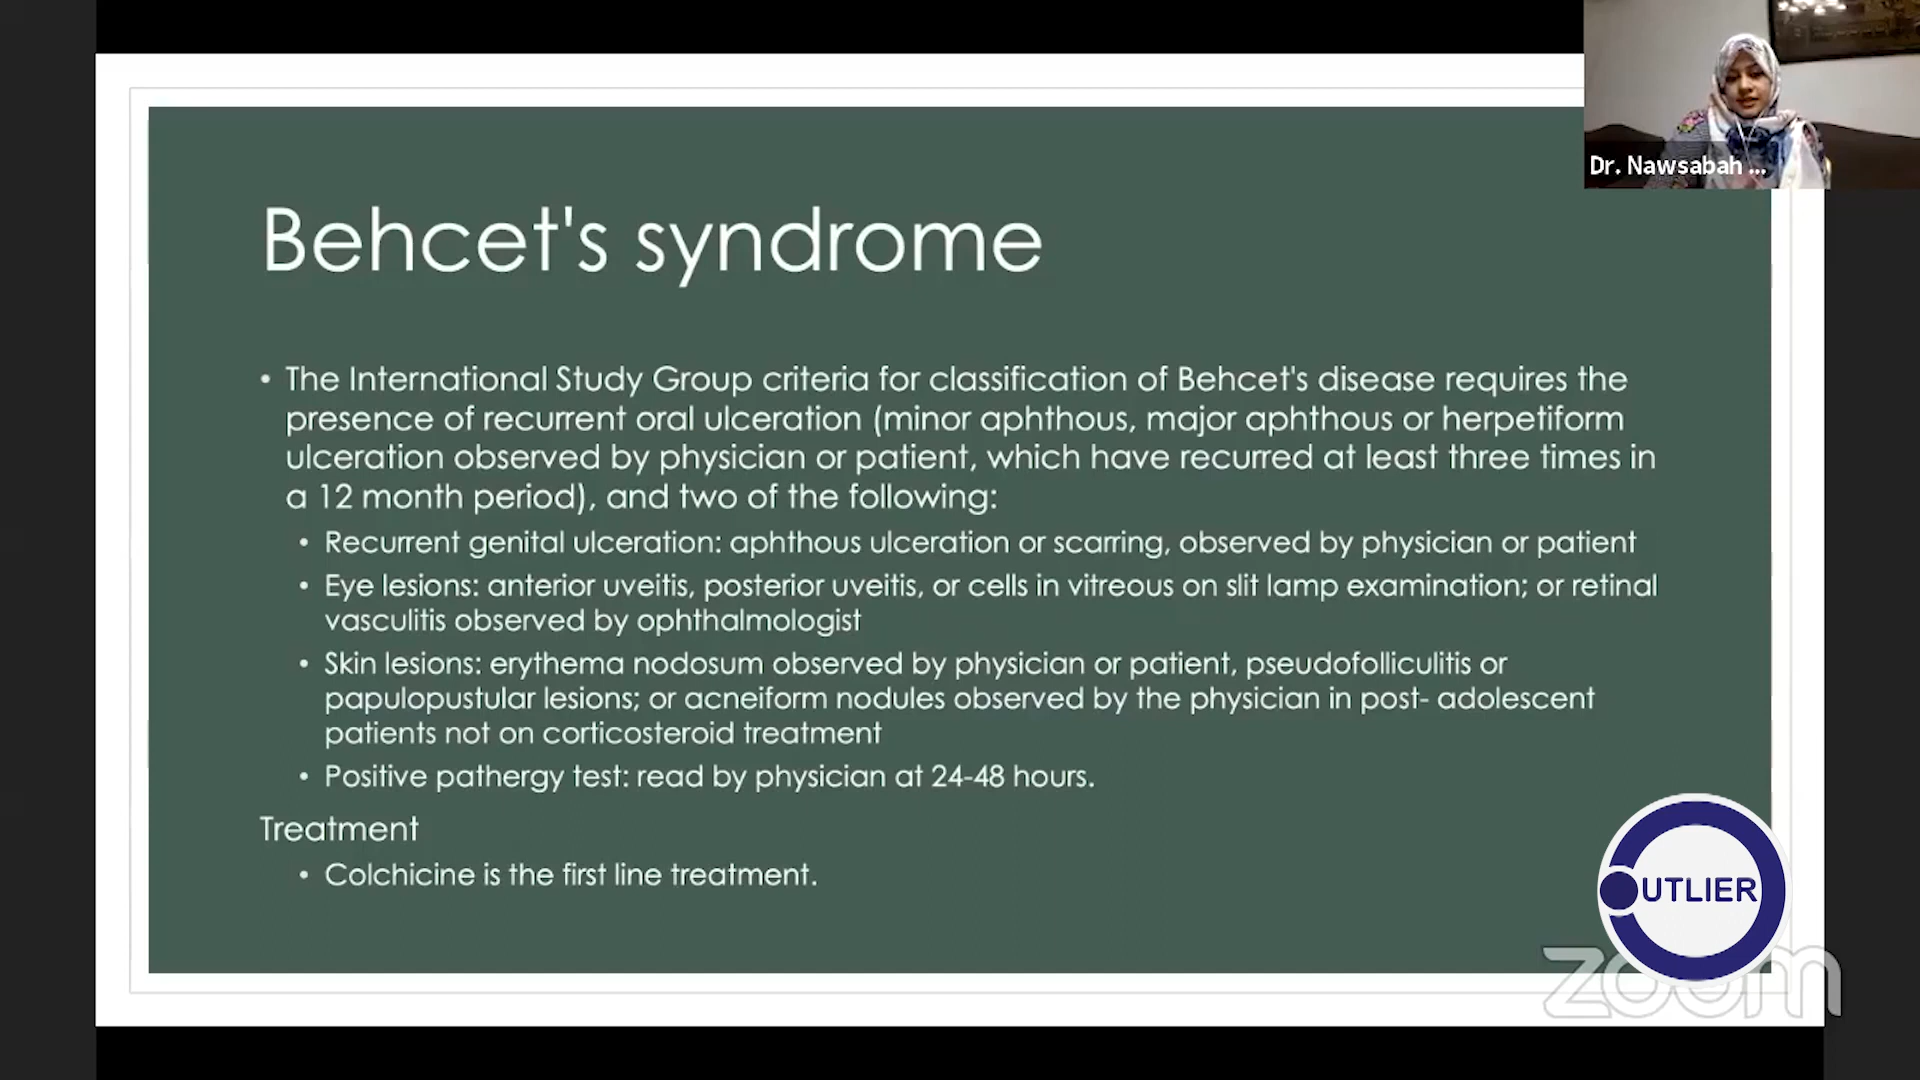 Dr. Nawsabah ...
Behcet's syndrome
• The International Study Group criteria for classification of Behcet's disease requires the
presence of recurrent oral ulceration (minor aphthous, major aphthous or herpetiform
ulceration observed by physician or patient, which have recurred at least three times in
a 12 month period), and two of the following:
• Recurrent genital ulceration: aphthous ulceration or scarring, observed by physician or patient
• Eye lesions: anterior uveitis, posterior uveitis, or cells in vitreous on slit lamp examination; or retinal
vasculitis observed by ophthalmologist
• Skin lesions: erythema nodosum observed by physician or patient, pseudofolliculitis or
papulopustular lesions; or acneiform nodules observed by the physician in post- adolescent
patients not on corticosteroid treatment
• Positive pathergy test: read by physician at 24-48 hours.
Treatment
• Colchicine is the first line treatment.
OUTLIER
zoom